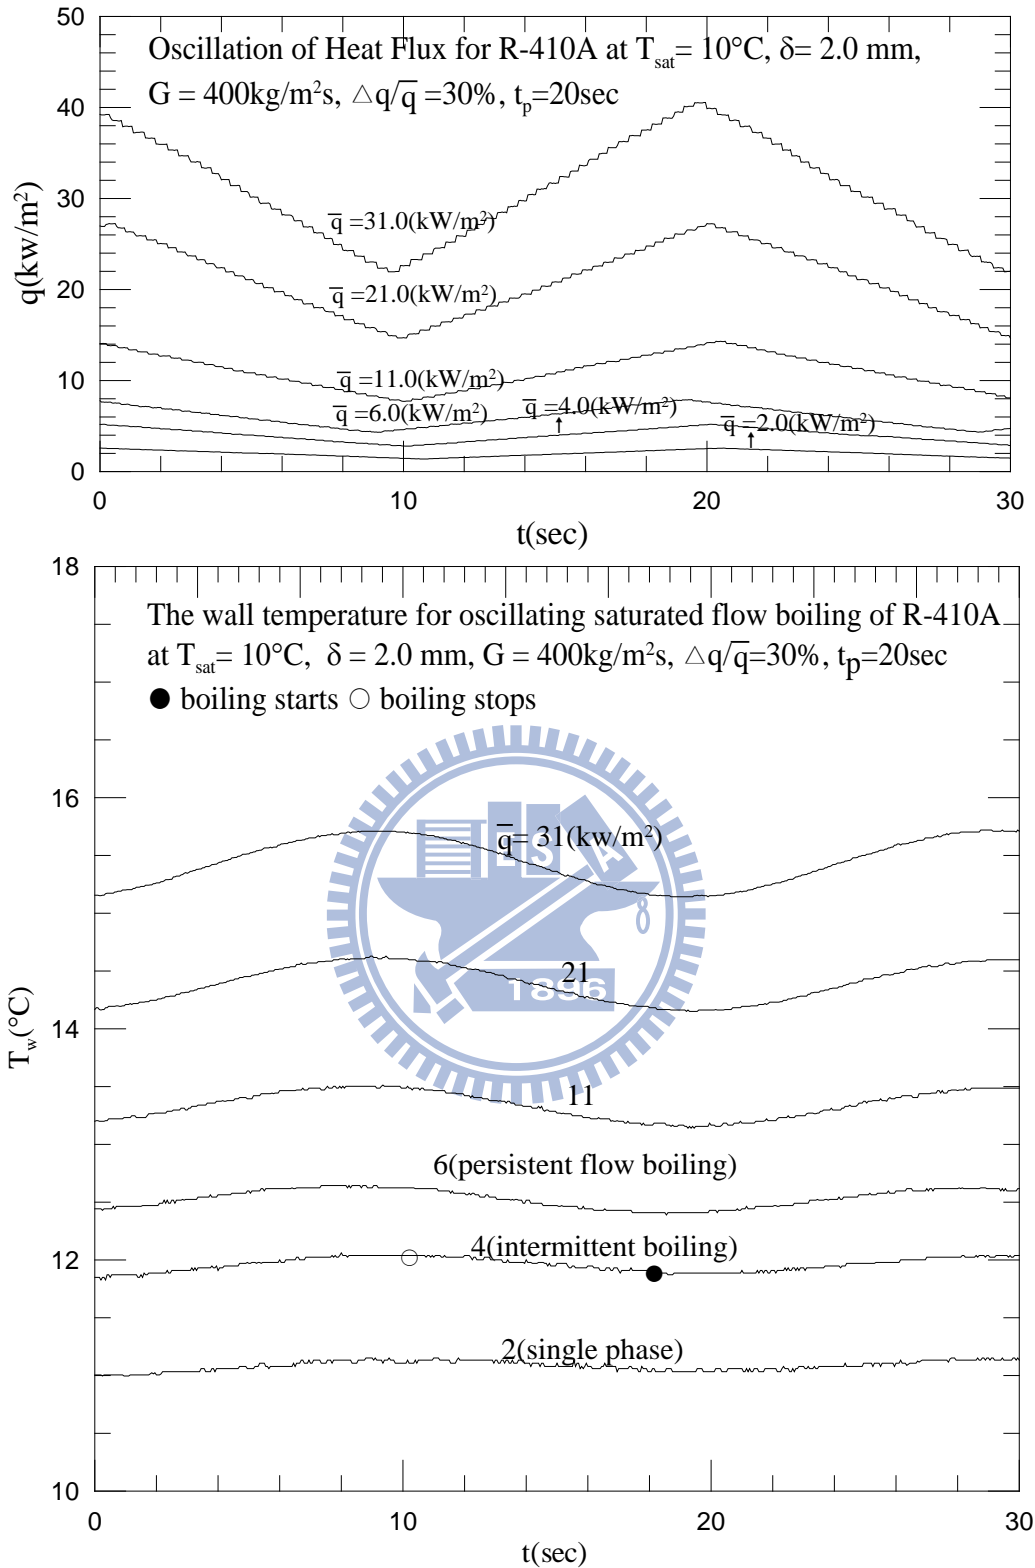 50
Oscillation of Heat Flux for R-410A at Tsat= 10°C, δ= 2.0 mm,
G = 400kg/m²s, △q/q̅ =30%, tp=20sec
40
30
q̅ =31.0(kW/m²)
q(kw/m²)
20
q̅ =21.0(kW/m²)
10
q̅ =11.0(kW/m²)
q̅ =6.0(kW/m²)
q̅ =4.0(kW/m²)
q̅ =2.0(kW/m²)
0
0 10 20 30
t(sec)
18
The wall temperature for oscillating saturated flow boiling of R-410A
at Tsat= 10°C, δ = 2.0 mm, G = 400kg/m²s, △q/q̅=30%, tp=20sec
● boiling starts ○ boiling stops
16
q̅= 31(kw/m²)
E S A
21
1896
14
Tw(°C)
11
6(persistent flow boiling)
12
4(intermittent boiling)
2(single phase)
10
0 10 20 30
t(sec)